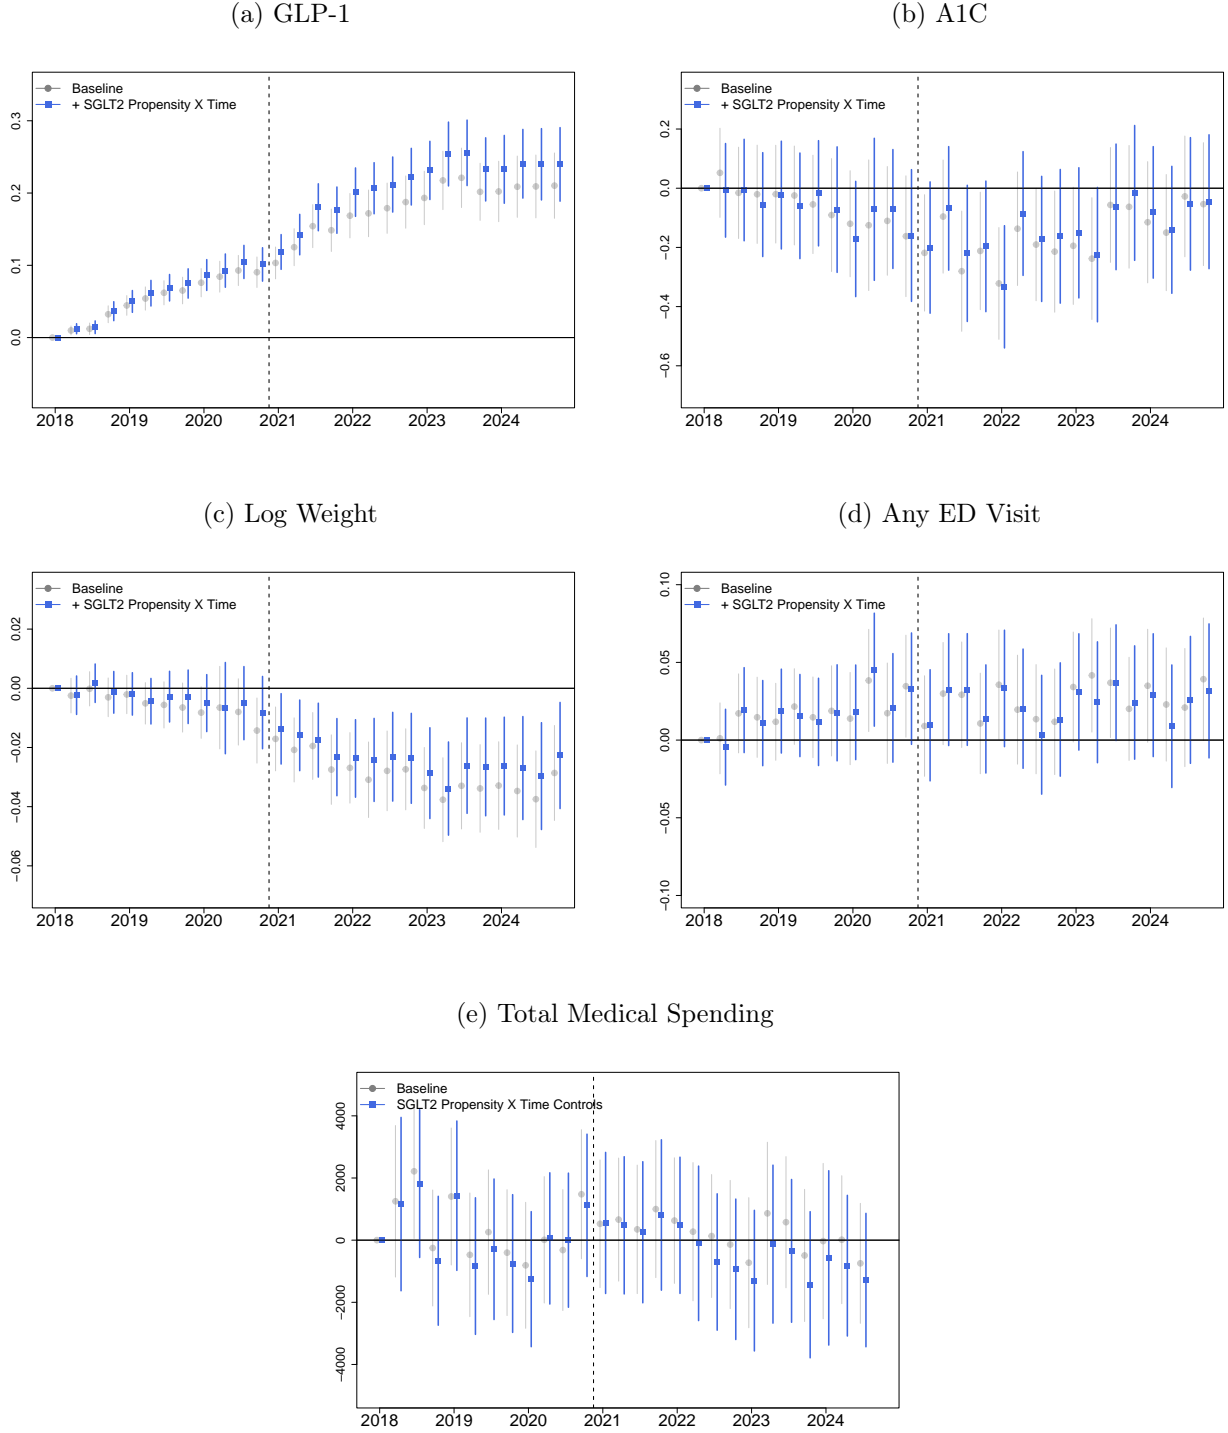 (a) GLP-1
Baseline
+ SGLT2 Propensity X Time
0.3
0.2
0.1
0.0
2018 2019 2020 2021 2022 2023 2024
(b) A1C
Baseline
+ SGLT2 Propensity X Time
0.2
0.0
−0.2
−0.4
−0.6
2018 2019 2020 2021 2022 2023 2024
(c) Log Weight
Baseline
+ SGLT2 Propensity X Time
0.02
0.00
−0.02
−0.04
−0.06
2018 2019 2020 2021 2022 2023 2024
(d) Any ED Visit
Baseline
+ SGLT2 Propensity X Time
0.10
0.05
0.00
−0.05
−0.10
2018 2019 2020 2021 2022 2023 2024
(e) Total Medical Spending
Baseline
SGLT2 Propensity X Time Controls
4000
2000
0
−2000
−4000
2018 2019 2020 2021 2022 2023 2024